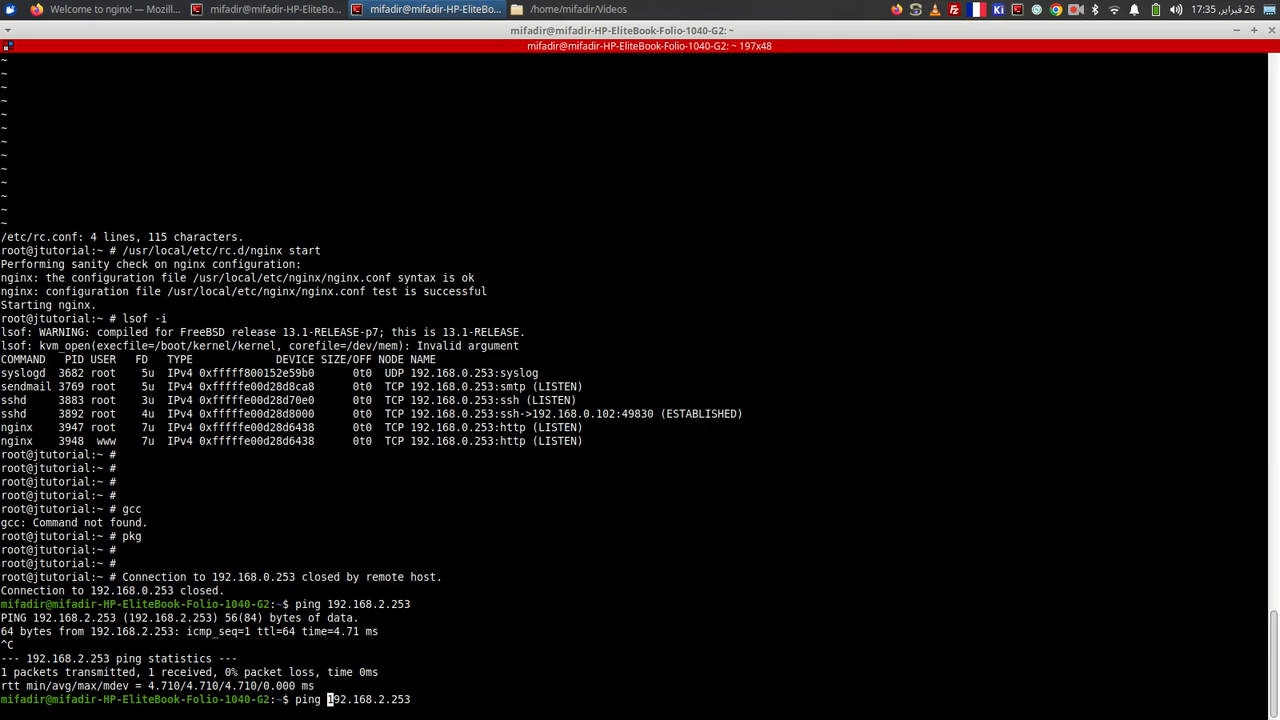 Welcome to nginx! — Mozill...
mifadir@mifadir-HP-EliteBo...
mifadir@mifadir-HP-EliteBo...
/home/mifadir/Videos
Ki
17:35 ,26 فبراير
mifadir@mifadir-HP-EliteBook-Folio-1040-G2: ~
mifadir@mifadir-HP-EliteBook-Folio-1040-G2: ~ 197x48
~
~
~
~
~
~
~
~
~
~
~
~
~
/etc/rc.conf: 4 lines, 115 characters.
root@jtutorial:~ # /usr/local/etc/rc.d/nginx start
Performing sanity check on nginx configuration:
nginx: the configuration file /usr/local/etc/nginx/nginx.conf syntax is ok
nginx: configuration file /usr/local/etc/nginx/nginx.conf test is successful
Starting nginx.
root@jtutorial:~ # lsof -i
lsof: WARNING: compiled for FreeBSD release 13.1-RELEASE-p7; this is 13.1-RELEASE.
lsof: kvm_open(execfile=/boot/kernel/kernel, corefile=/dev/mem): Invalid argument
COMMAND  PID USER   FD   TYPE             DEVICE SIZE/OFF NODE NAME
syslogd  3682 root    5u  IPv4 0xfffff800152e59b0      0t0  UDP 192.168.0.253:syslog
sendmail 3769 root    5u  IPv4 0xfffffe00d28d8ca8      0t0  TCP 192.168.0.253:smtp (LISTEN)
sshd     3883 root    3u  IPv4 0xfffffe00d28d70e0      0t0  TCP 192.168.0.253:ssh (LISTEN)
sshd     3892 root    4u  IPv4 0xfffffe00d28d8000      0t0  TCP 192.168.0.253:ssh->192.168.0.102:49830 (ESTABLISHED)
nginx    3947 root    7u  IPv4 0xfffffe00d28d6438      0t0  TCP 192.168.0.253:http (LISTEN)
nginx    3948  www    7u  IPv4 0xfffffe00d28d6438      0t0  TCP 192.168.0.253:http (LISTEN)
root@jtutorial:~ #
root@jtutorial:~ #
root@jtutorial:~ #
root@jtutorial:~ #
root@jtutorial:~ # gcc
gcc: Command not found.
root@jtutorial:~ # pkg
root@jtutorial:~ #
root@jtutorial:~ #
root@jtutorial:~ # Connection to 192.168.0.253 closed by remote host.
Connection to 192.168.0.253 closed.
mifadir@mifadir-HP-EliteBook-Folio-1040-G2:~$ ping 192.168.2.253
PING 192.168.2.253 (192.168.2.253) 56(84) bytes of data.
64 bytes from 192.168.2.253: icmp_seq=1 ttl=64 time=4.71 ms
^C
--- 192.168.2.253 ping statistics ---
1 packets transmitted, 1 received, 0% packet loss, time 0ms
rtt min/avg/max/mdev = 4.710/4.710/4.710/0.000 ms
mifadir@mifadir-HP-EliteBook-Folio-1040-G2:~$ ping 192.168.2.253